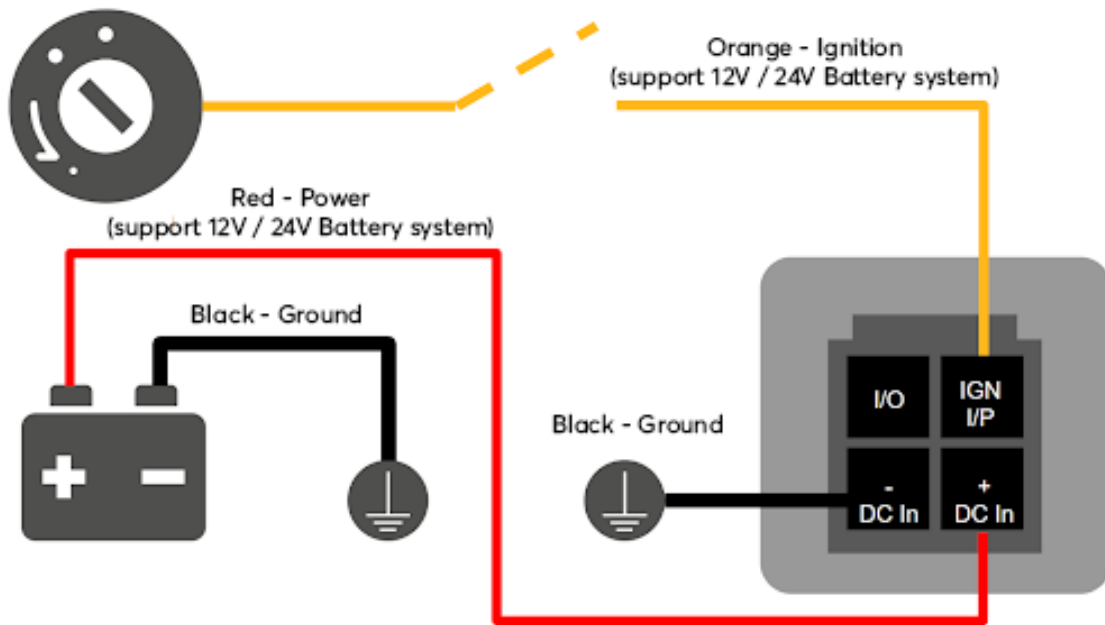 Orange - Ignition
(support 12V / 24V Battery system)
Red - Power
(support 12V / 24V Battery system)
Black - Ground
I/O
IGN
I/P
Black - Ground
-
DC In
+
DC In
+
-